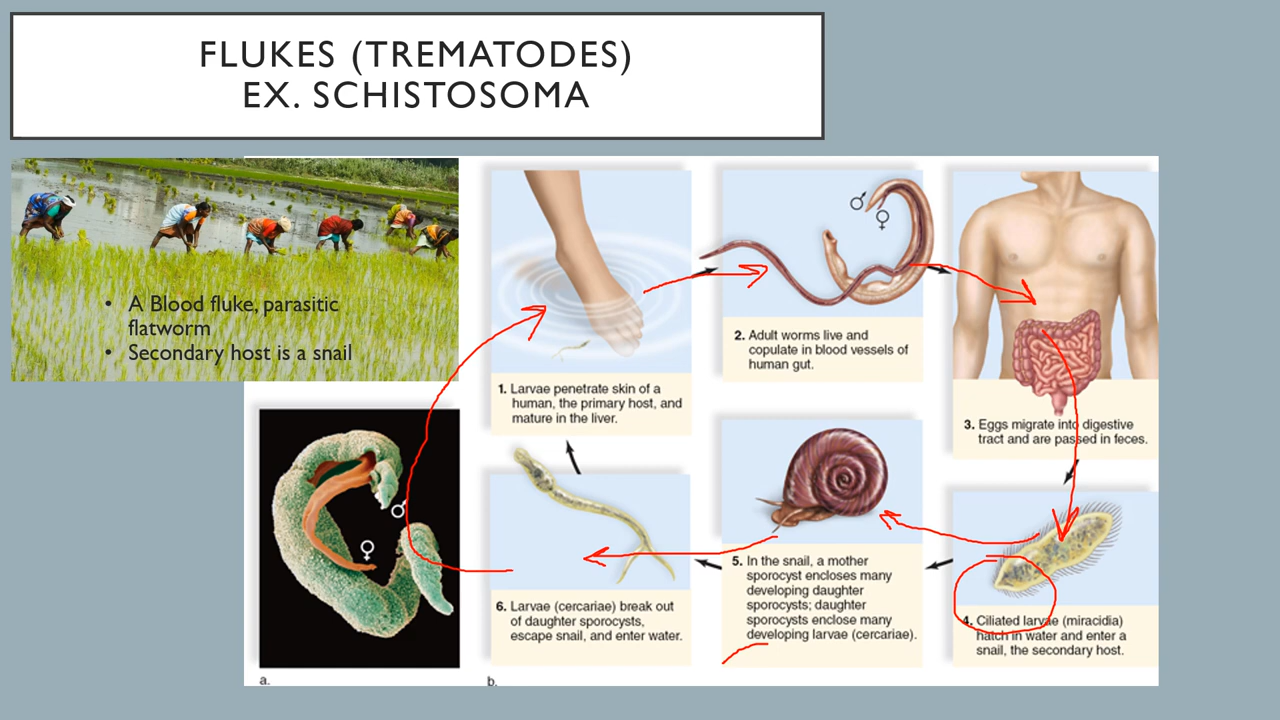 FLUKES (TREMATODES)
EX. SCHISTOSOMA
• A Blood fluke, parasitic
flatworm
• Secondary host is a snail
1. Larvae penetrate skin of a
human, the primary host, and
mature in the liver.
♂
♀
2. Adult worms live and
copulate in blood vessels of
human gut.
3. Eggs migrate into digestive
tract and are passed in feces.
♂
♀
6. Larvae (cercariae) break out
of daughter sporocysts,
escape snail, and enter water.
5. In the snail, a mother
sporocyst encloses many
developing daughter
sporocysts; daughter
sporocysts enclose many
developing larvae (cercariae).
4. Ciliated larvae (miracidia)
hatch in water and enter a
snail, the secondary host.
a.
b.